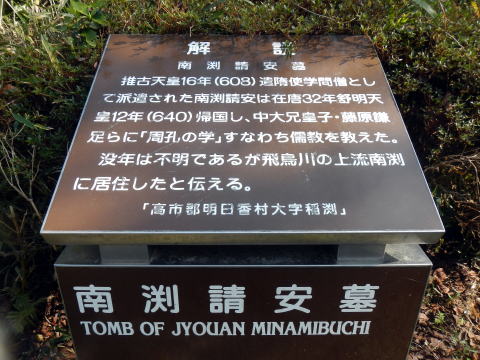 解説
南渕請安墓
推古天皇16年(608)遣隋使学問僧とし
て派遣された南渕請安は在唐32年舒明天
皇12年(640)帰国し、中大兄皇子・藤原鎌
足らに「周孔の学」すなわち儒教を教えた。
没年は不明であるが飛鳥川の上流南渕
に居住したと伝える。
「高市郡明日香村大字稲渕」
南渕請安墓
TOMB OF JYOUAN MINAMIBUCHI